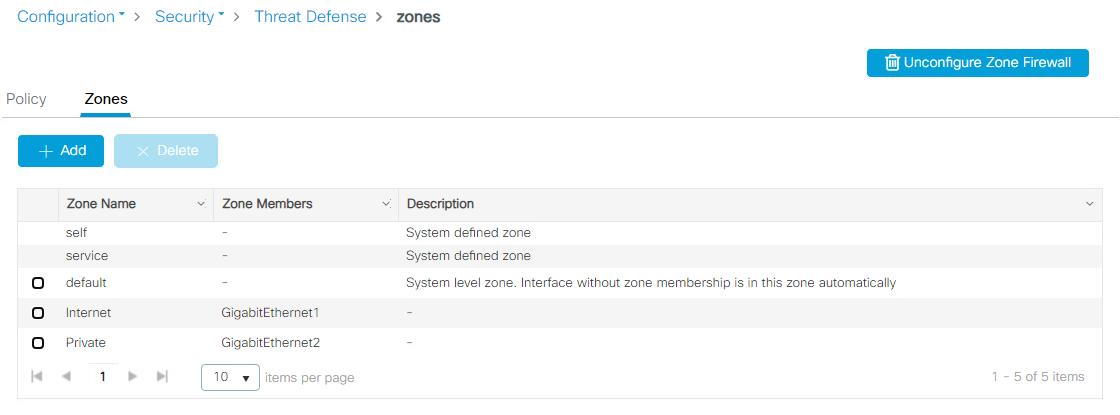 Configuration > Security > Threat Defense > zones
Unconfigure Zone Firewall
Policy Zones
+ Add × Delete
Zone Name Zone Members Description
self - System defined zone
service - System defined zone
default - System level zone. Interface without zone membership is in this zone automatically
Internet GigabitEthernet1 -
Private GigabitEthernet2 -
1 10 items per page 1 - 5 of 5 items